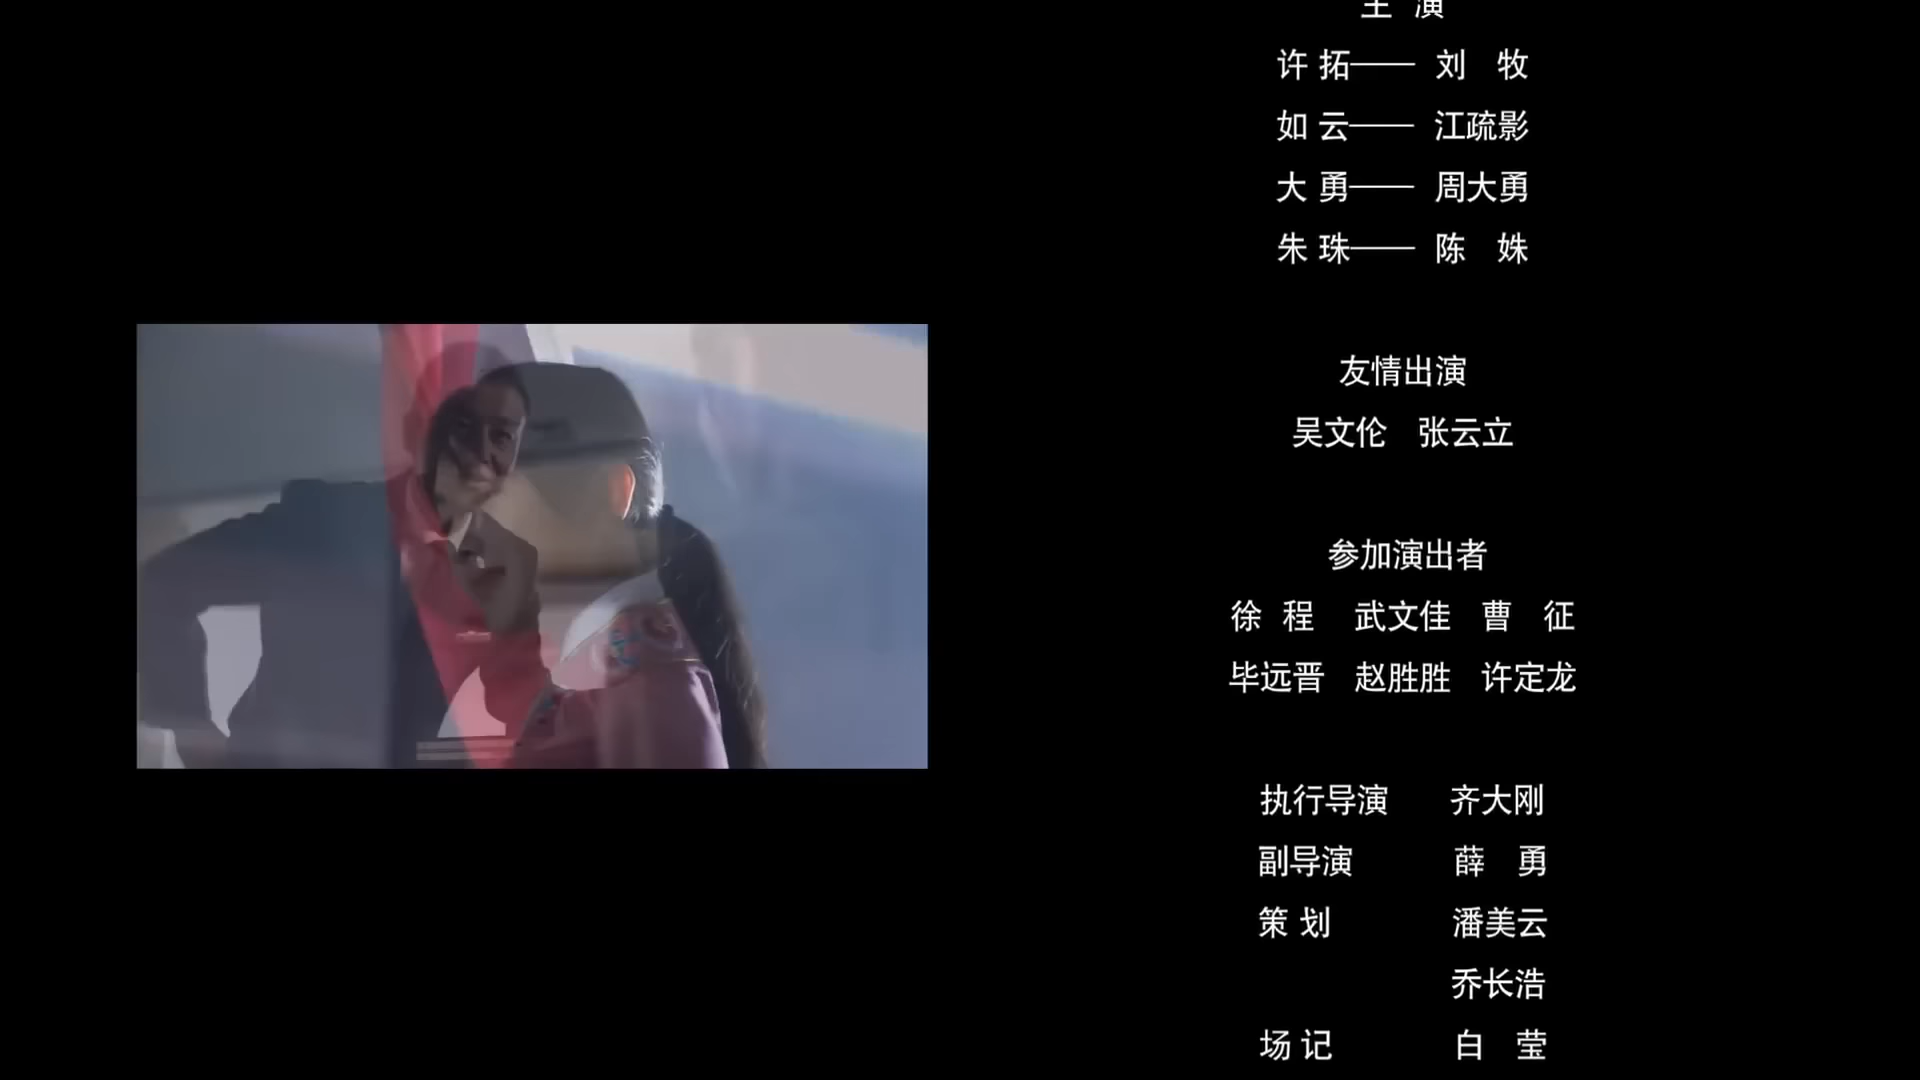 主 演
许 拓—— 刘 牧
如 云—— 江疏影
大 勇—— 周大勇
朱 珠—— 陈 姝
友情出演
吴文伦 张云立
参加演出者
徐 程 武文佳 曹 征
毕远晋 赵胜胜 许定龙
执行导演 齐大刚
副导演 薛 勇
策 划 潘美云
乔长浩
场 记 白 莹